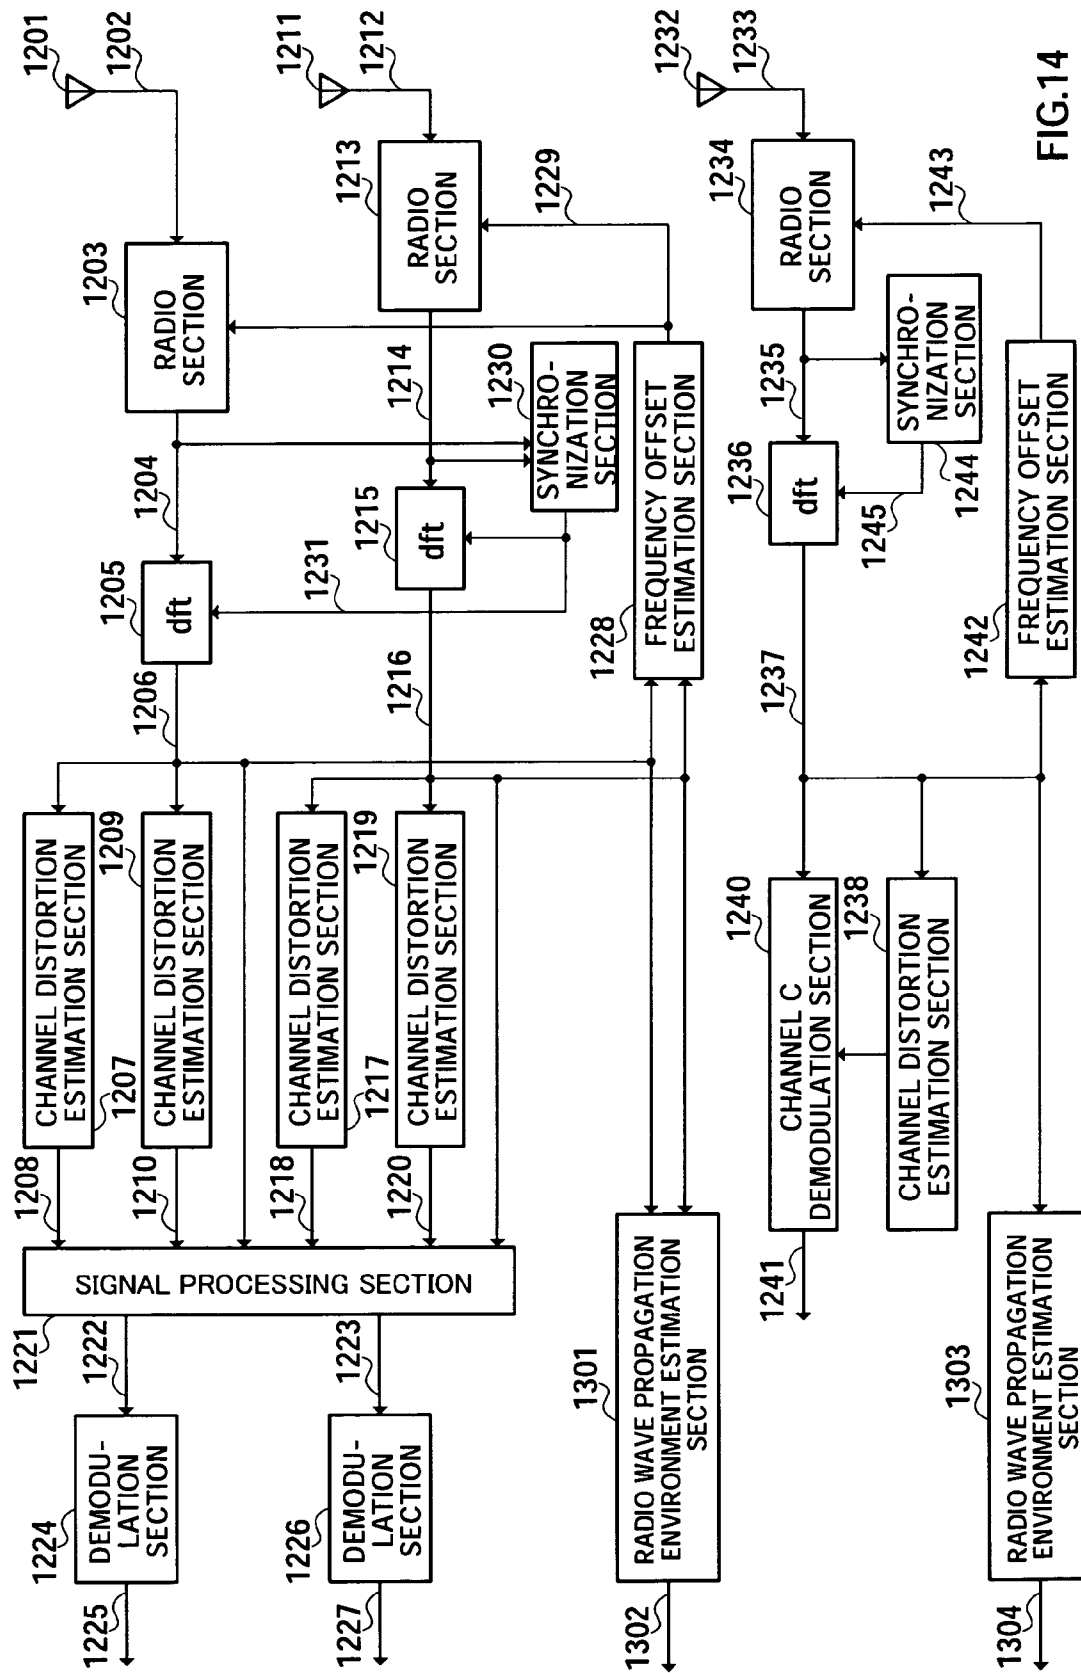 1201
1202
1203
RADIO
SECTION
1204
1205
dft
1206
CHANNEL DISTORTION
ESTIMATION SECTION
1207
1208
1209
CHANNEL DISTORTION
ESTIMATION SECTION
1210
1211
1212
1213
RADIO
SECTION
1229
1214
1230
SYNCHRO-
NIZATION
SECTION
1215
dft
1231
1216
CHANNEL DISTORTION
ESTIMATION SECTION
1217
1218
1219
CHANNEL DISTORTION
ESTIMATION SECTION
1220
SIGNAL PROCESSING SECTION
1221
1222
1223
1224
DEMODU-
LATION
SECTION
1225
1226
DEMODU-
LATION
SECTION
1227
1228
FREQUENCY OFFSET
ESTIMATION SECTION
1301
RADIO WAVE PROPAGATION
ENVIRONMENT ESTIMATION
SECTION
1302
1232
1233
1234
RADIO
SECTION
1243
1235
SYNCHRO-
NIZATION
SECTION
1244
1236
dft
1245
1237
1242
FREQUENCY OFFSET
ESTIMATION SECTION
1240
CHANNEL C
DEMODULATION SECTION
1241
1238
CHANNEL DISTORTION
ESTIMATION SECTION
1303
RADIO WAVE PROPAGATION
ENVIRONMENT ESTIMATION
SECTION
1304
FIG.14